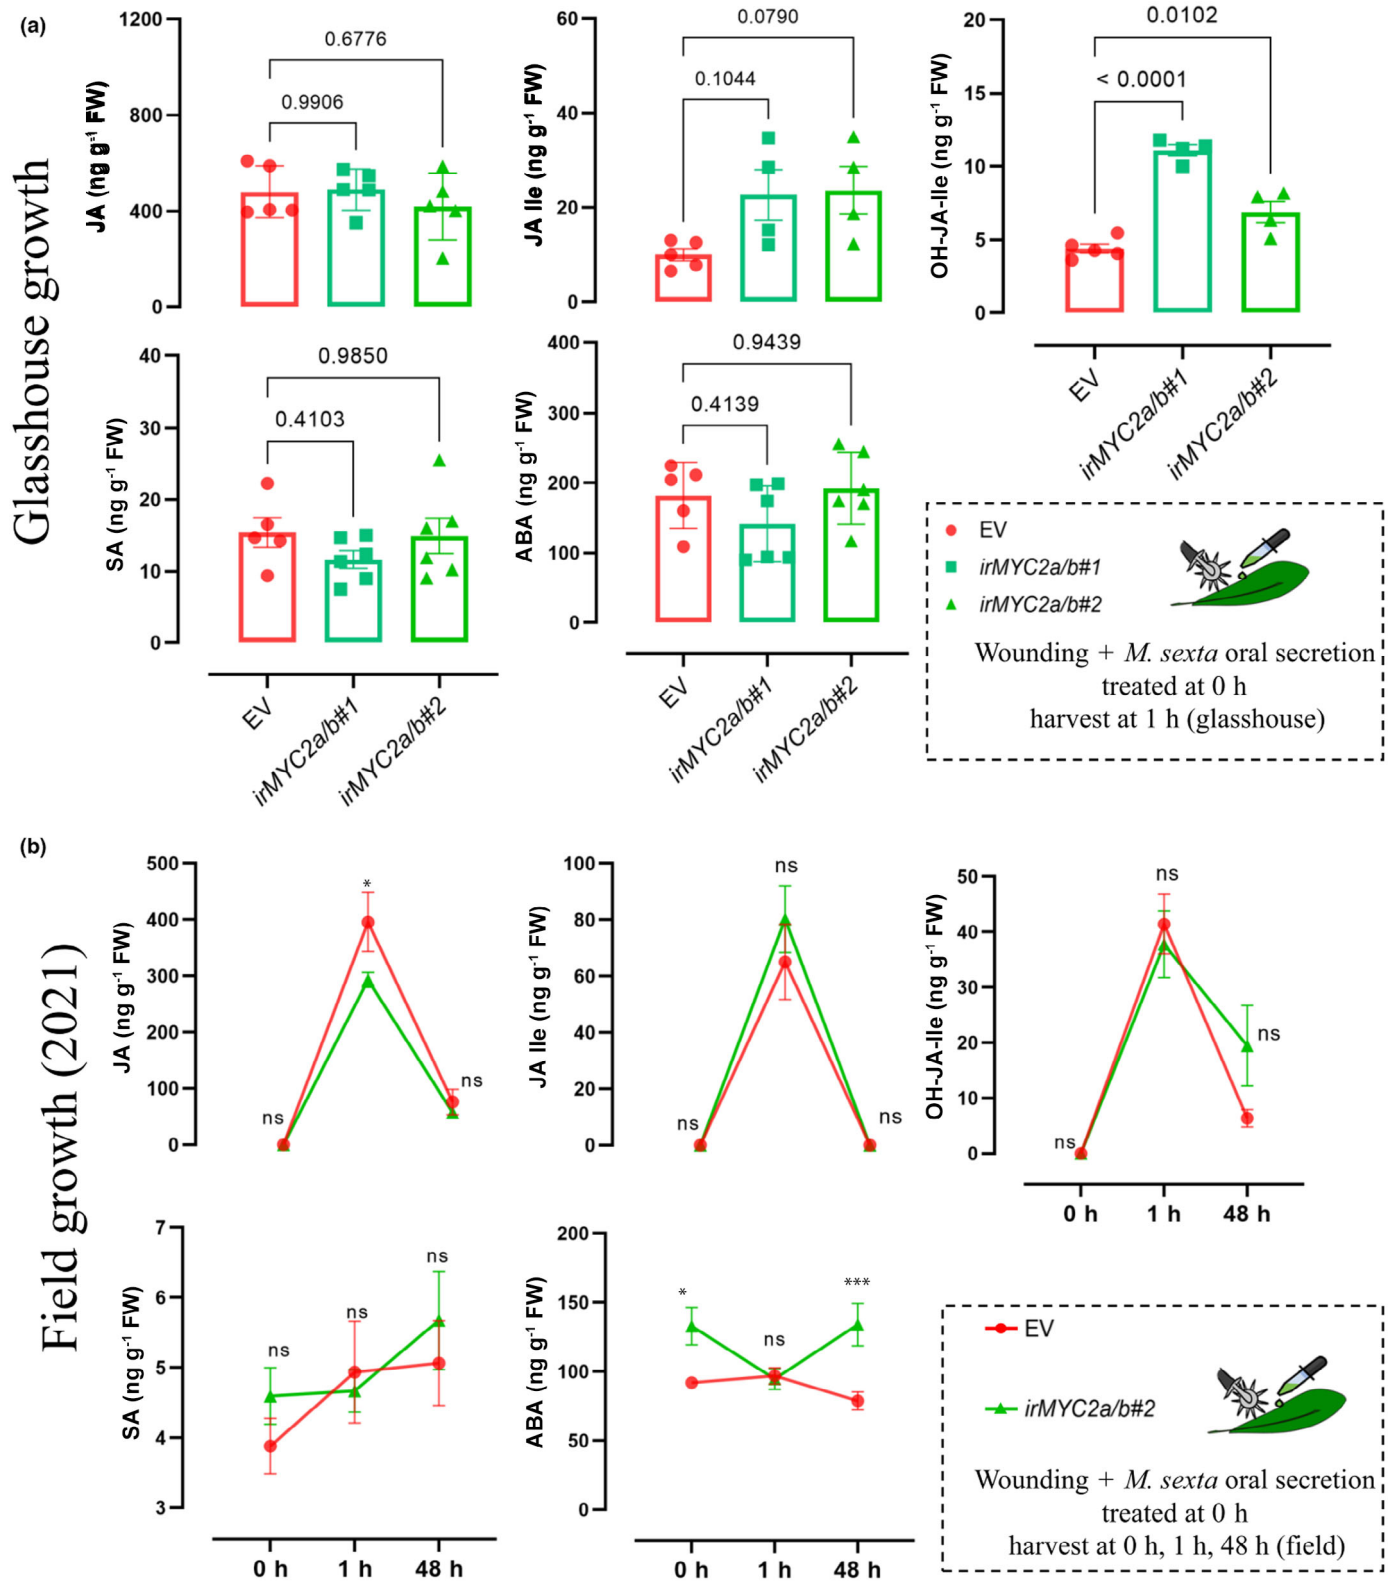 (a)
Glasshouse growth
JA (ng g⁻¹ FW)
1200
800
400
0
0.6776
0.9906
JA Ile (ng g⁻¹ FW)
60
40
20
0
0.0790
0.1044
OH-JA-Ile (ng g⁻¹ FW)
20
15
10
5
0
0.0102
< 0.0001
EV
irMYC2a/b#1
irMYC2a/b#2
SA (ng g⁻¹ FW)
40
30
20
10
0
0.9850
0.4103
EV
irMYC2a/b#1
irMYC2a/b#2
ABA (ng g⁻¹ FW)
400
300
200
100
0
0.9439
0.4139
EV
irMYC2a/b#1
irMYC2a/b#2
EV
irMYC2a/b#1
irMYC2a/b#2
Wounding + M. sexta oral secretion
treated at 0 h
harvest at 1 h (glasshouse)
(b)
Field growth (2021)
JA (ng g⁻¹ FW)
500
400
300
200
100
0
ns
*
ns
JA Ile (ng g⁻¹ FW)
100
80
60
40
20
0
ns
ns
ns
OH-JA-Ile (ng g⁻¹ FW)
50
40
30
20
10
0
ns
ns
ns
0 h 1 h 48 h
SA (ng g⁻¹ FW)
7
6
5
4
3
ns
ns
ns
0 h 1 h 48 h
ABA (ng g⁻¹ FW)
200
150
100
50
0
*
ns
***
0 h 1 h 48 h
EV
irMYC2a/b#2
Wounding + M. sexta oral secretion
treated at 0 h
harvest at 0 h, 1 h, 48 h (field)